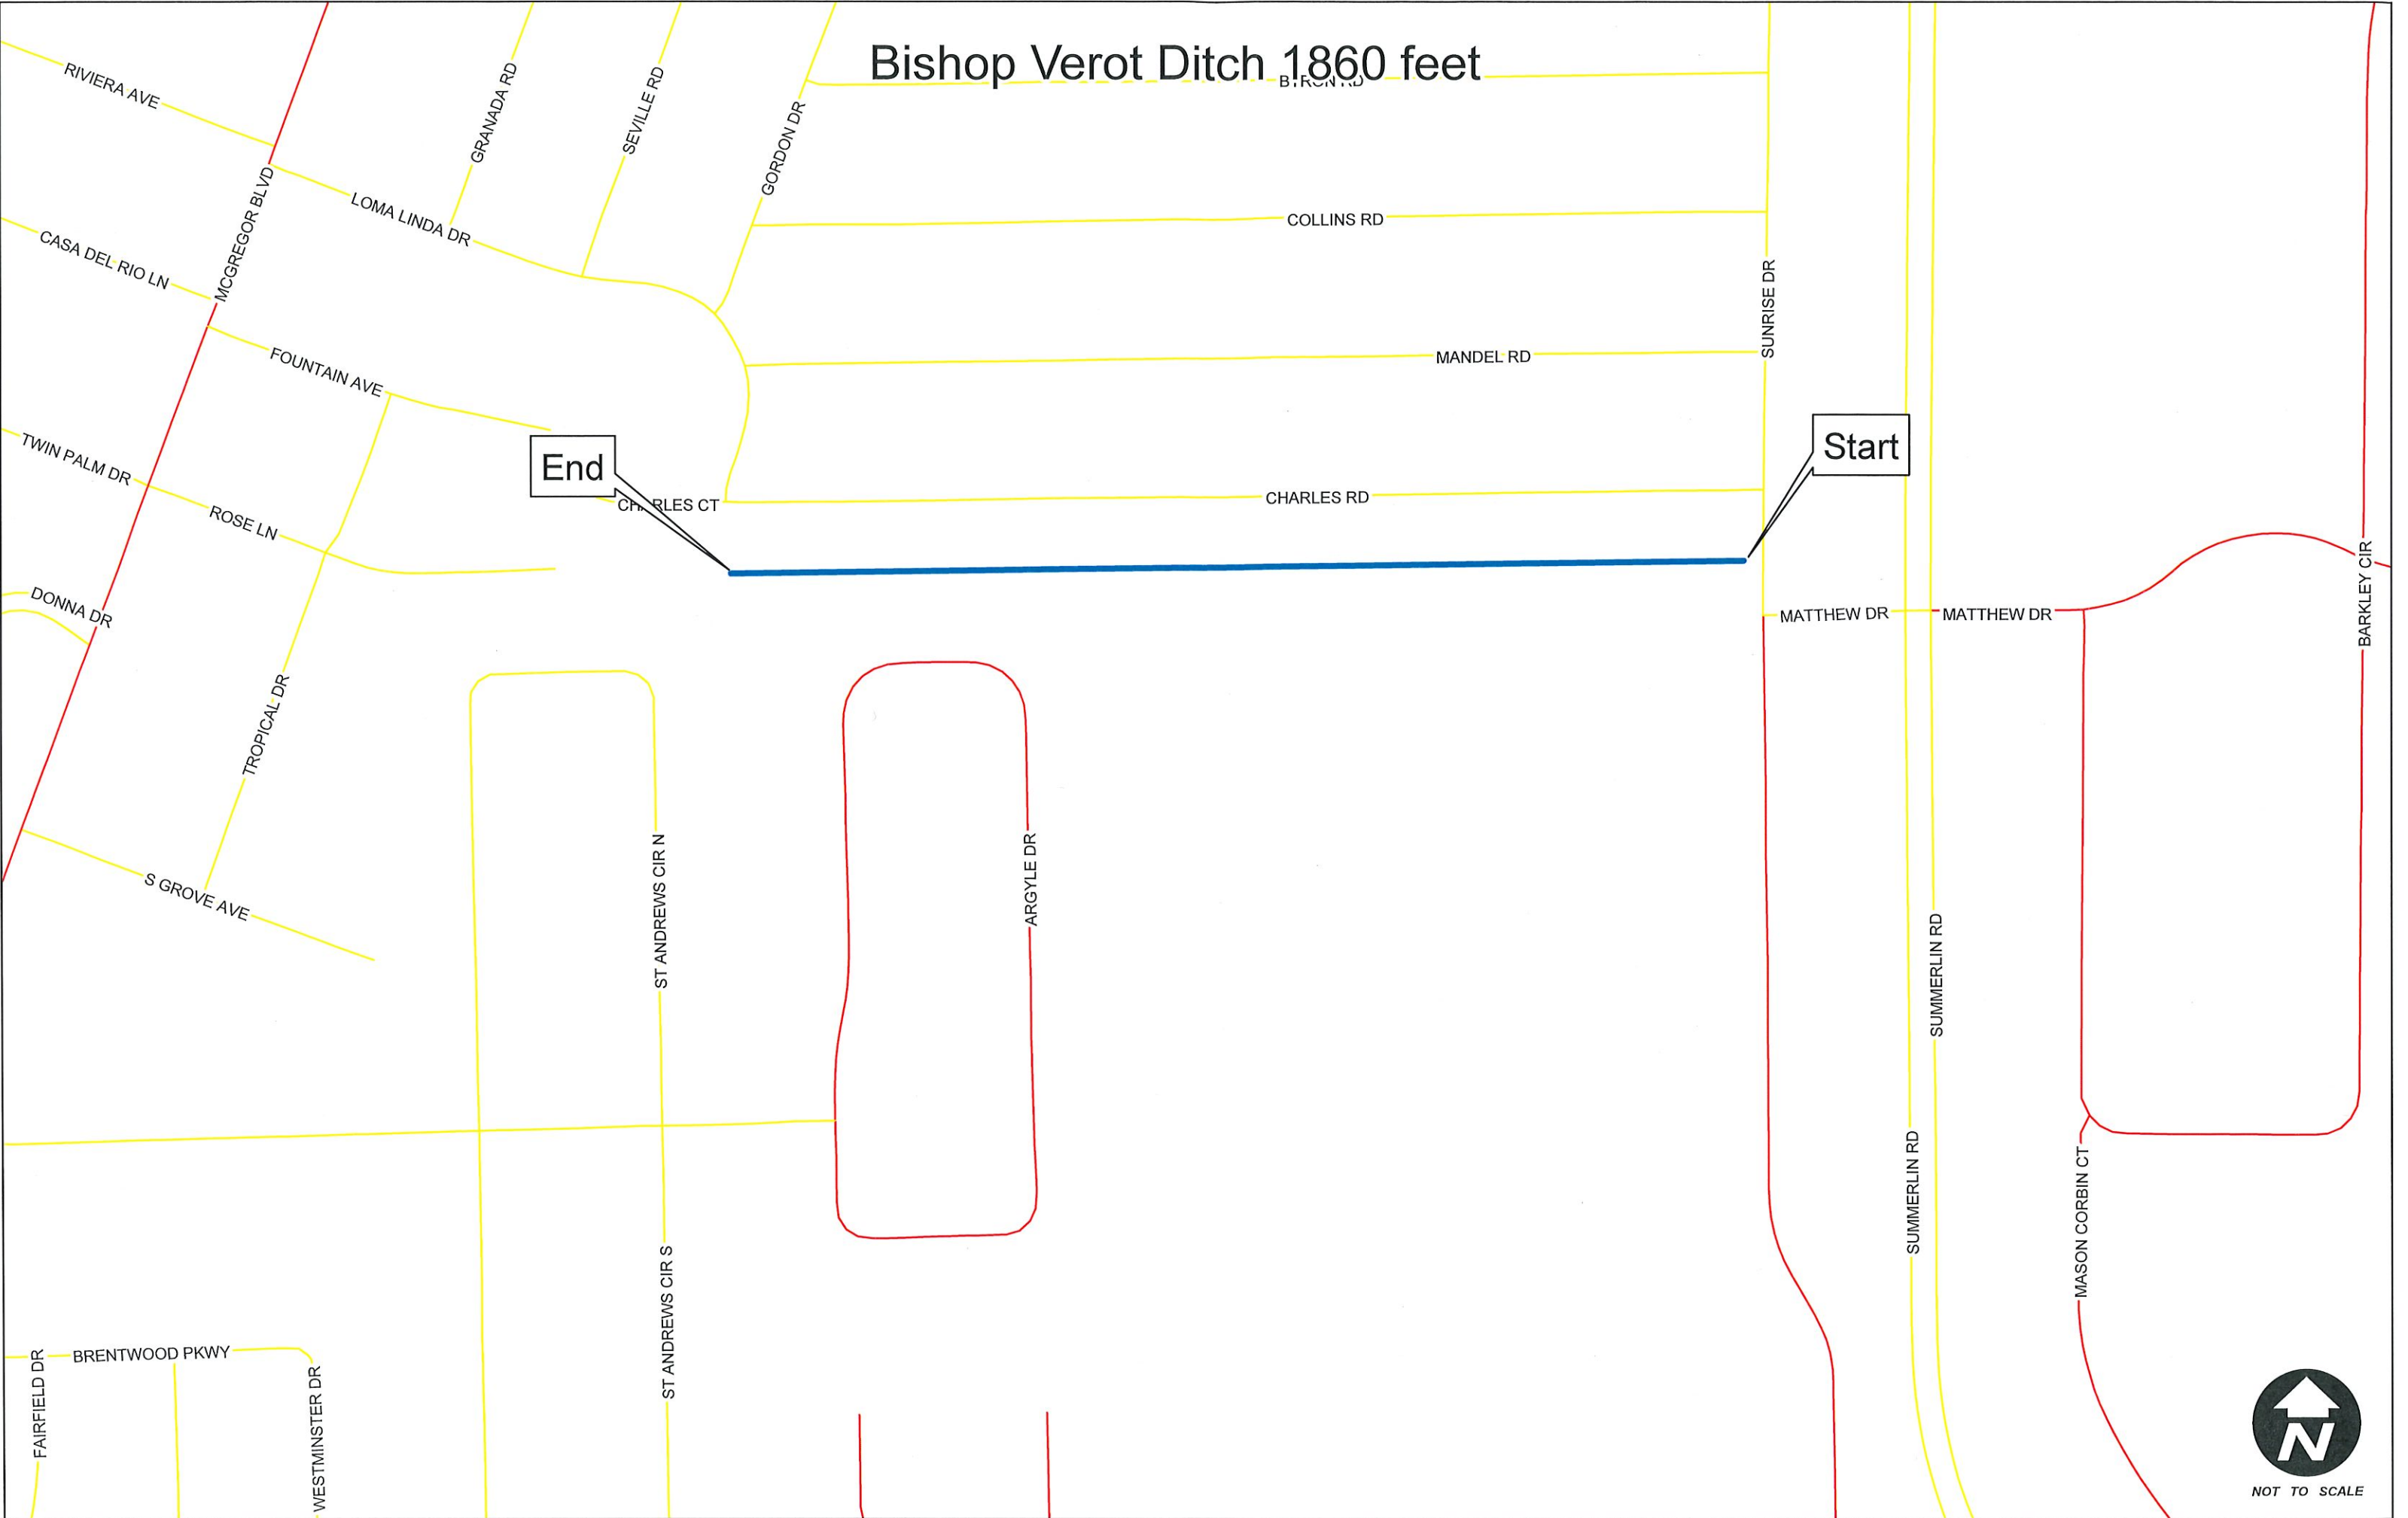 Bishop Verot Ditch 1860 feet
BYRON RD
RIVIERA AVE
GRANADA RD
SEVILLE RD
GORDON DR
MCGREGOR BLVD
LOMA LINDA DR
COLLINS RD
CASA DEL RIO LN
SUNRISE DR
FOUNTAIN AVE
MANDEL RD
Start
End
TWIN PALM DR
CHARLES CT
CHARLES RD
ROSE LN
BARKLEY CIR
DONNA DR
MATTHEW DR
MATTHEW DR
TROPICAL DR
ST ANDREWS CIR N
ARGYLE DR
S GROVE AVE
SUMMERLIN RD
SUMMERLIN RD
MASON CORBIN CT
ST ANDREWS CIR S
BRENTWOOD PKWY
FAIRFIELD DR
WESTMINSTER DR
N
NOT TO SCALE